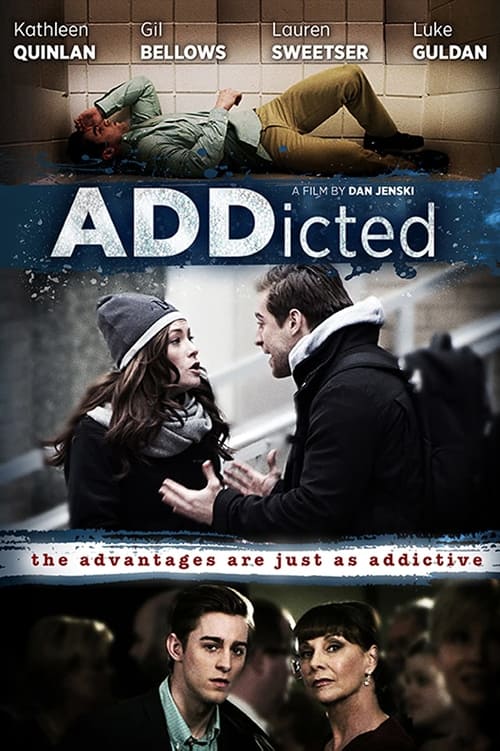 Kathleen QUINLAN
Gil BELLOWS
Lauren SWEETSER
Luke GULDAN
A FILM BY DAN JENSKI
ADDicted
the advantages are just as addictive